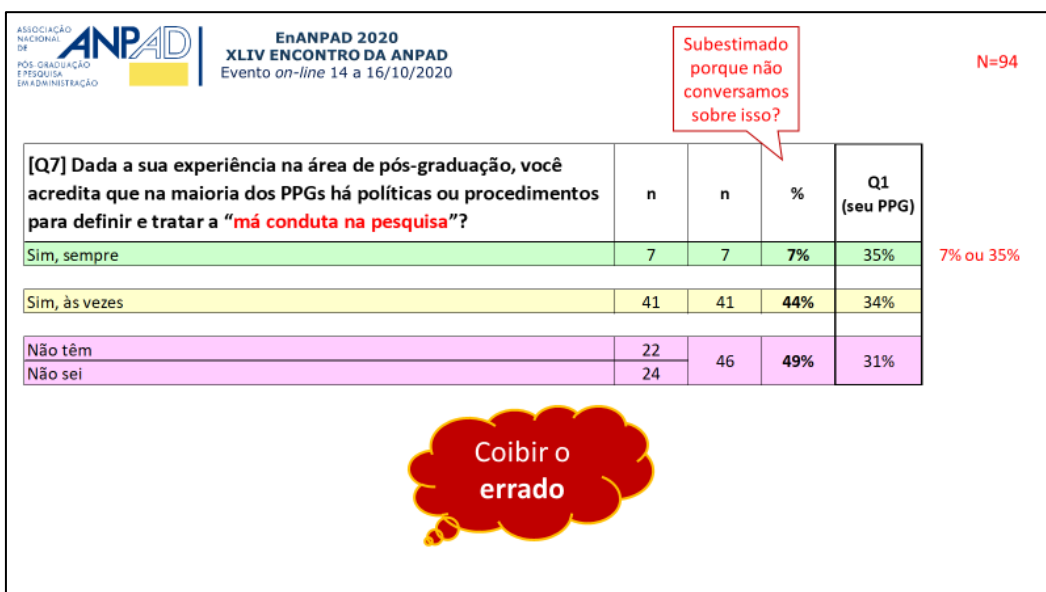 ASSOCIAÇÃO
NACIONAL
DE
PÓS-GRADUAÇÃO
E PESQUISA
EM ADMINISTRAÇÃO
ANPAD
EnANPAD 2020
XLIV ENCONTRO DA ANPAD
Evento on-line 14 a 16/10/2020
Subestimado
porque não
conversamos
sobre isso?
N=94
[Q7] Dada a sua experiência na área de pós-graduação, você
acredita que na maioria dos PPGs há políticas ou procedimentos
para definir e tratar a “má conduta na pesquisa”?
n n % Q1
(seu PPG)
Sim, sempre 7 7 7% 35% 7% ou 35%
Sim, às vezes 41 41 44% 34%
Não têm 22
46 49% 31%
Não sei 24
Coibir o
errado